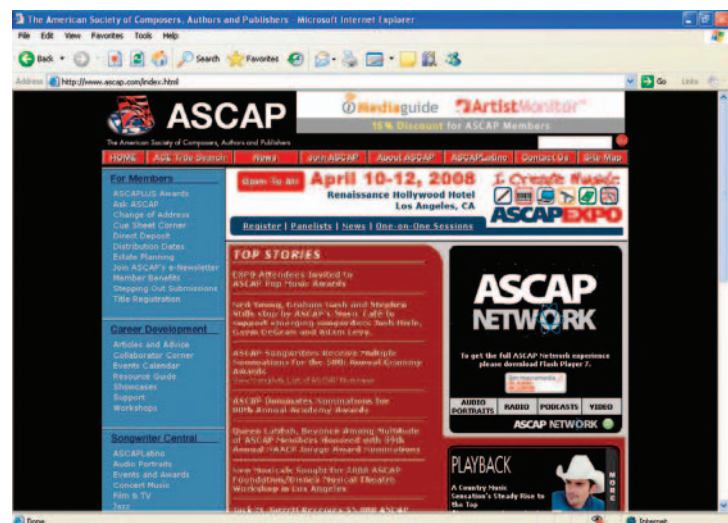 The American Society of Composers, Authors and Publishers - Microsoft Internet Explorer
File Edit View Favorites Tools Help
Back Search Favorites
Address http://www.ascap.com/index.html Go Links
ASCAP
The American Society of Composers, Authors and Publishers
Mediaguide ArtistMonitor
15% Discount for ASCAP Members
HOME ACE Title Search News Join ASCAP About ASCAP ASCAPLatino Contact Us Site Map
For Members
ASCAPLUS Awards
Ask ASCAP
Change of Address
Cue Sheet Corner
Direct Deposit
Distribution Dates
Estate Planning
Join ASCAP's e-Newsletter
Member Benefits
Stepping Out Submissions
Title Registration
Career Development
Articles and Advice
Collaborator Corner
Events Calendar
Resource Guide
Showcases
Support
Workshops
Songwriter Central
ASCAPLatino
Audio Portraits
Events and Awards
Concert Music
Film & TV
Jazz
Open To All
April 10-12, 2008
Renaissance Hollywood Hotel
Los Angeles, CA
I Create Music
ASCAP EXPO
Register | Panelists | News | One-on-One Sessions
TOP STORIES
EXPO Attendees Invited to
ASCAP Pop Music Awards
Neil Young, Graham Nash and Stephen
Stills stop by ASCAP's Music Café to
support emerging songwriters Josh
Gavin DeGraw and Adam Levy.
ASCAP Songwriters Receive Multiple
Nominations for the 50th Annual Grammy
Awards
ASCAP Dominates Nominations for
80th Annual Academy Awards
Queen Latifah, Beyonce Among Multitude
of ASCAP Members Honored with 39th
Annual NAACP Image Award Nominations
New Musicals Sought for 2008 ASCAP
Foundation/Disney Musical Theatre
Workshop in Los Angeles
Receives $5,000 ASCAP
ASCAP
NETWORK
To get the full ASCAP Network experience
please download Flash Player 7.
AUDIO PORTRAITS RADIO PODCASTS VIDEO
ASCAP NETWORK
PLAYBACK
A Country Music
Sensation's Steady Rise to
the Top
MORE
Done Internet